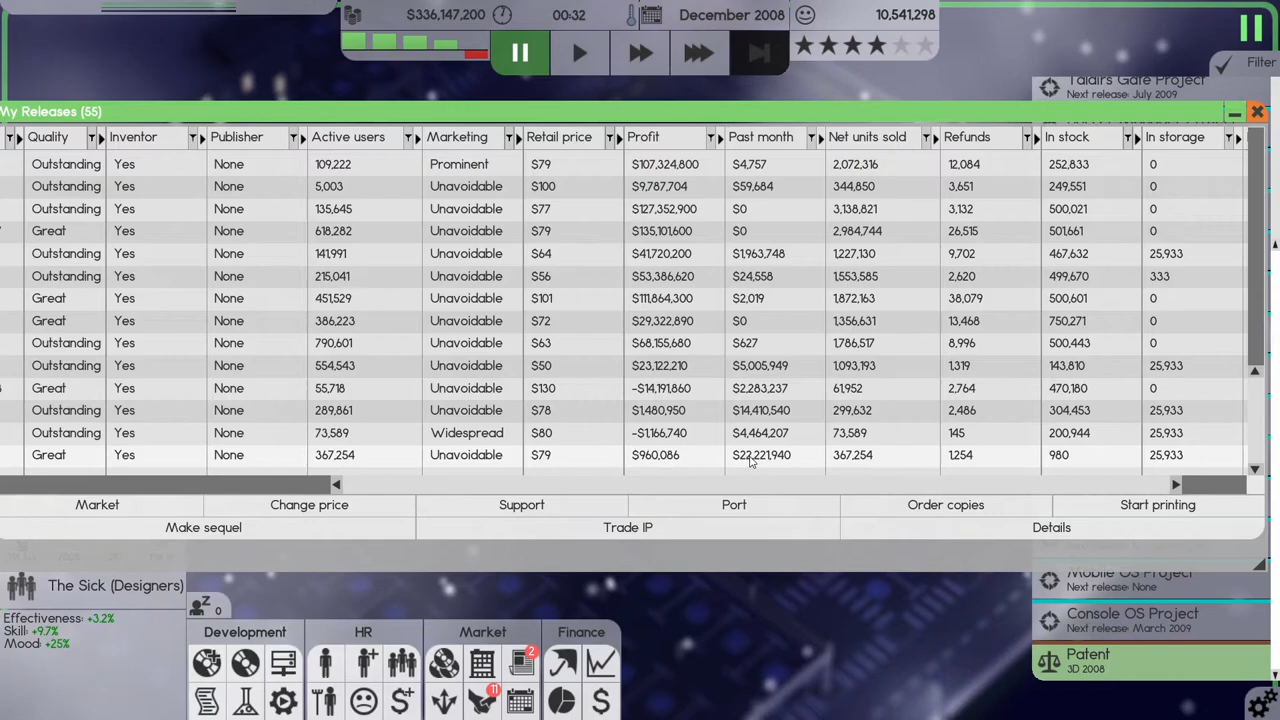 $336,147,200 00:32 December 2008 10,541,298
Filter
Talair's Gate Project
Next release: July 2009
My Releases (55)
Quality Inventor Publisher Active users Marketing Retail price Profit Past month Net units sold Refunds In stock In storage
Outstanding Yes None 109,222 Prominent $79 $107,324,800 $4,757 2,072,316 12,084 252,833 0
Outstanding Yes None 5,003 Unavoidable $100 $9,787,704 $59,684 344,850 3,651 249,551 0
Outstanding Yes None 135,645 Unavoidable $77 $127,352,900 $0 3,138,821 3,132 500,021 0
Great Yes None 618,282 Unavoidable $79 $135,101,600 $0 2,984,744 26,515 501,661 0
Outstanding Yes None 141,991 Unavoidable $64 $41,720,200 $1,963,748 1,227,130 9,702 467,632 25,933
Outstanding Yes None 215,041 Unavoidable $56 $53,386,620 $24,558 1,553,585 2,620 499,670 333
Great Yes None 451,529 Unavoidable $101 $111,864,300 $2,019 1,872,163 38,079 500,601 0
Great Yes None 386,223 Unavoidable $72 $29,322,890 $0 1,356,631 13,468 750,271 0
Outstanding Yes None 790,601 Unavoidable $63 $68,155,680 $627 1,786,517 8,996 500,443 0
Outstanding Yes None 554,543 Unavoidable $50 $23,122,210 $5,005,949 1,093,193 1,319 143,810 25,933
Great Yes None 55,718 Unavoidable $130 -$14,191,860 $2,283,237 61,952 2,764 470,180 0
Outstanding Yes None 289,861 Unavoidable $78 $1,480,950 $14,410,540 299,632 2,486 304,453 25,933
Outstanding Yes None 73,589 Widespread $80 -$1,166,740 $4,464,207 73,589 145 200,944 25,933
Great Yes None 367,254 Unavoidable $79 $960,086 $22,221,940 367,254 1,254 980 25,933
Market Change price Support Port Order copies Start printing
Make sequel Trade IP Details
Mobile OS Project
Next release: None
Console OS Project
Next release: March 2009
Patent
3D 2008
The Sick (Designers)
Effectiveness: +3.2%
Skill: +9.7%
Mood: +25%
Z 0
Development HR Market Finance
2
11